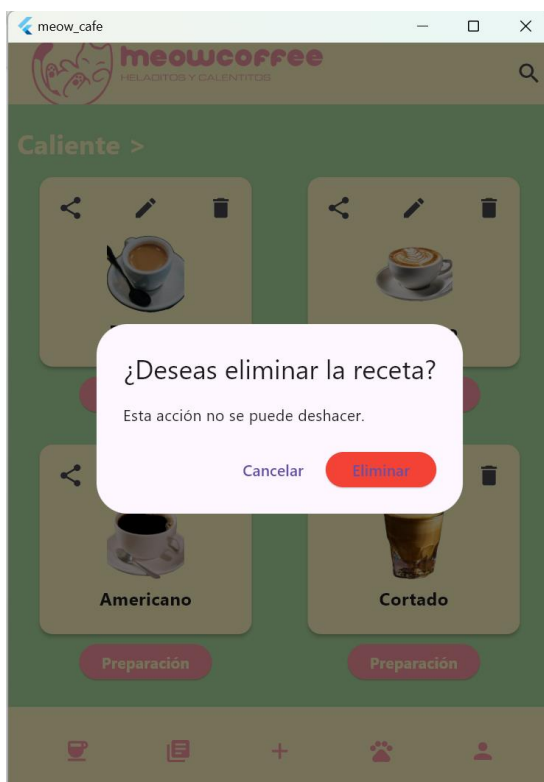 meow_cafe
meowcoffee
HELADITOS Y CALENTITOS
Caliente >
¿Deseas eliminar la receta?
Esta acción no se puede deshacer.
Cancelar
Eliminar
Americano
Cortado
Preparación
Preparación